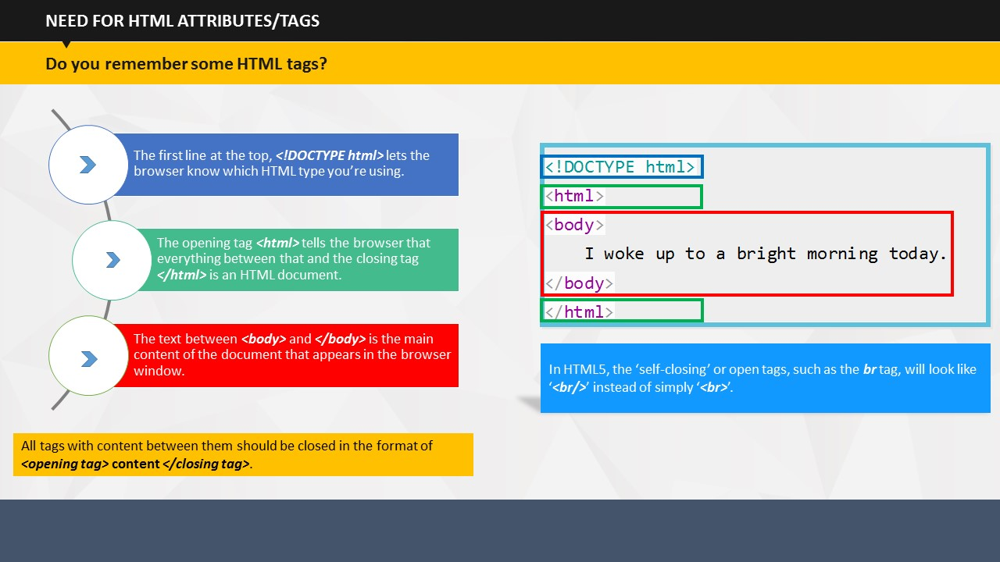 NEED FOR HTML ATTRIBUTES/TAGS
Do you remember some HTML tags?
The first line at the top, <!DOCTYPE html> lets the
browser know which HTML type you’re using.
The opening tag <html> tells the browser that
everything between that and the closing tag
</html> is an HTML document.
The text between <body> and </body> is the main
content of the document that appears in the browser
window.
All tags with content between them should be closed in the format of
<opening tag> content </closing tag>.
<!DOCTYPE html>
<html>
<body>
I woke up to a bright morning today.
</body>
</html>
In HTML5, the ‘self-closing’ or open tags, such as the br tag, will look like
‘<br/>’ instead of simply ‘<br>’.